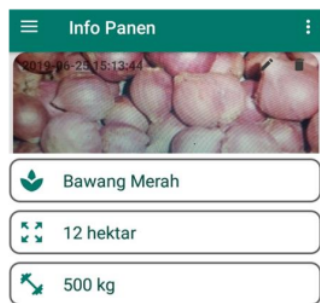 Info Panen
2019-06-25 15:13:44
Bawang Merah
12 hektar
500 kg